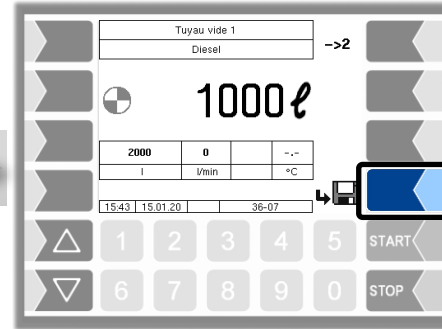 Tuyau vide 1
Diesel
->2
1000 ℓ
2000 0 -.-
l l/min °C
15:43 15.01.20 36-07
1 2 3 4 5 START
6 7 8 9 0 STOP